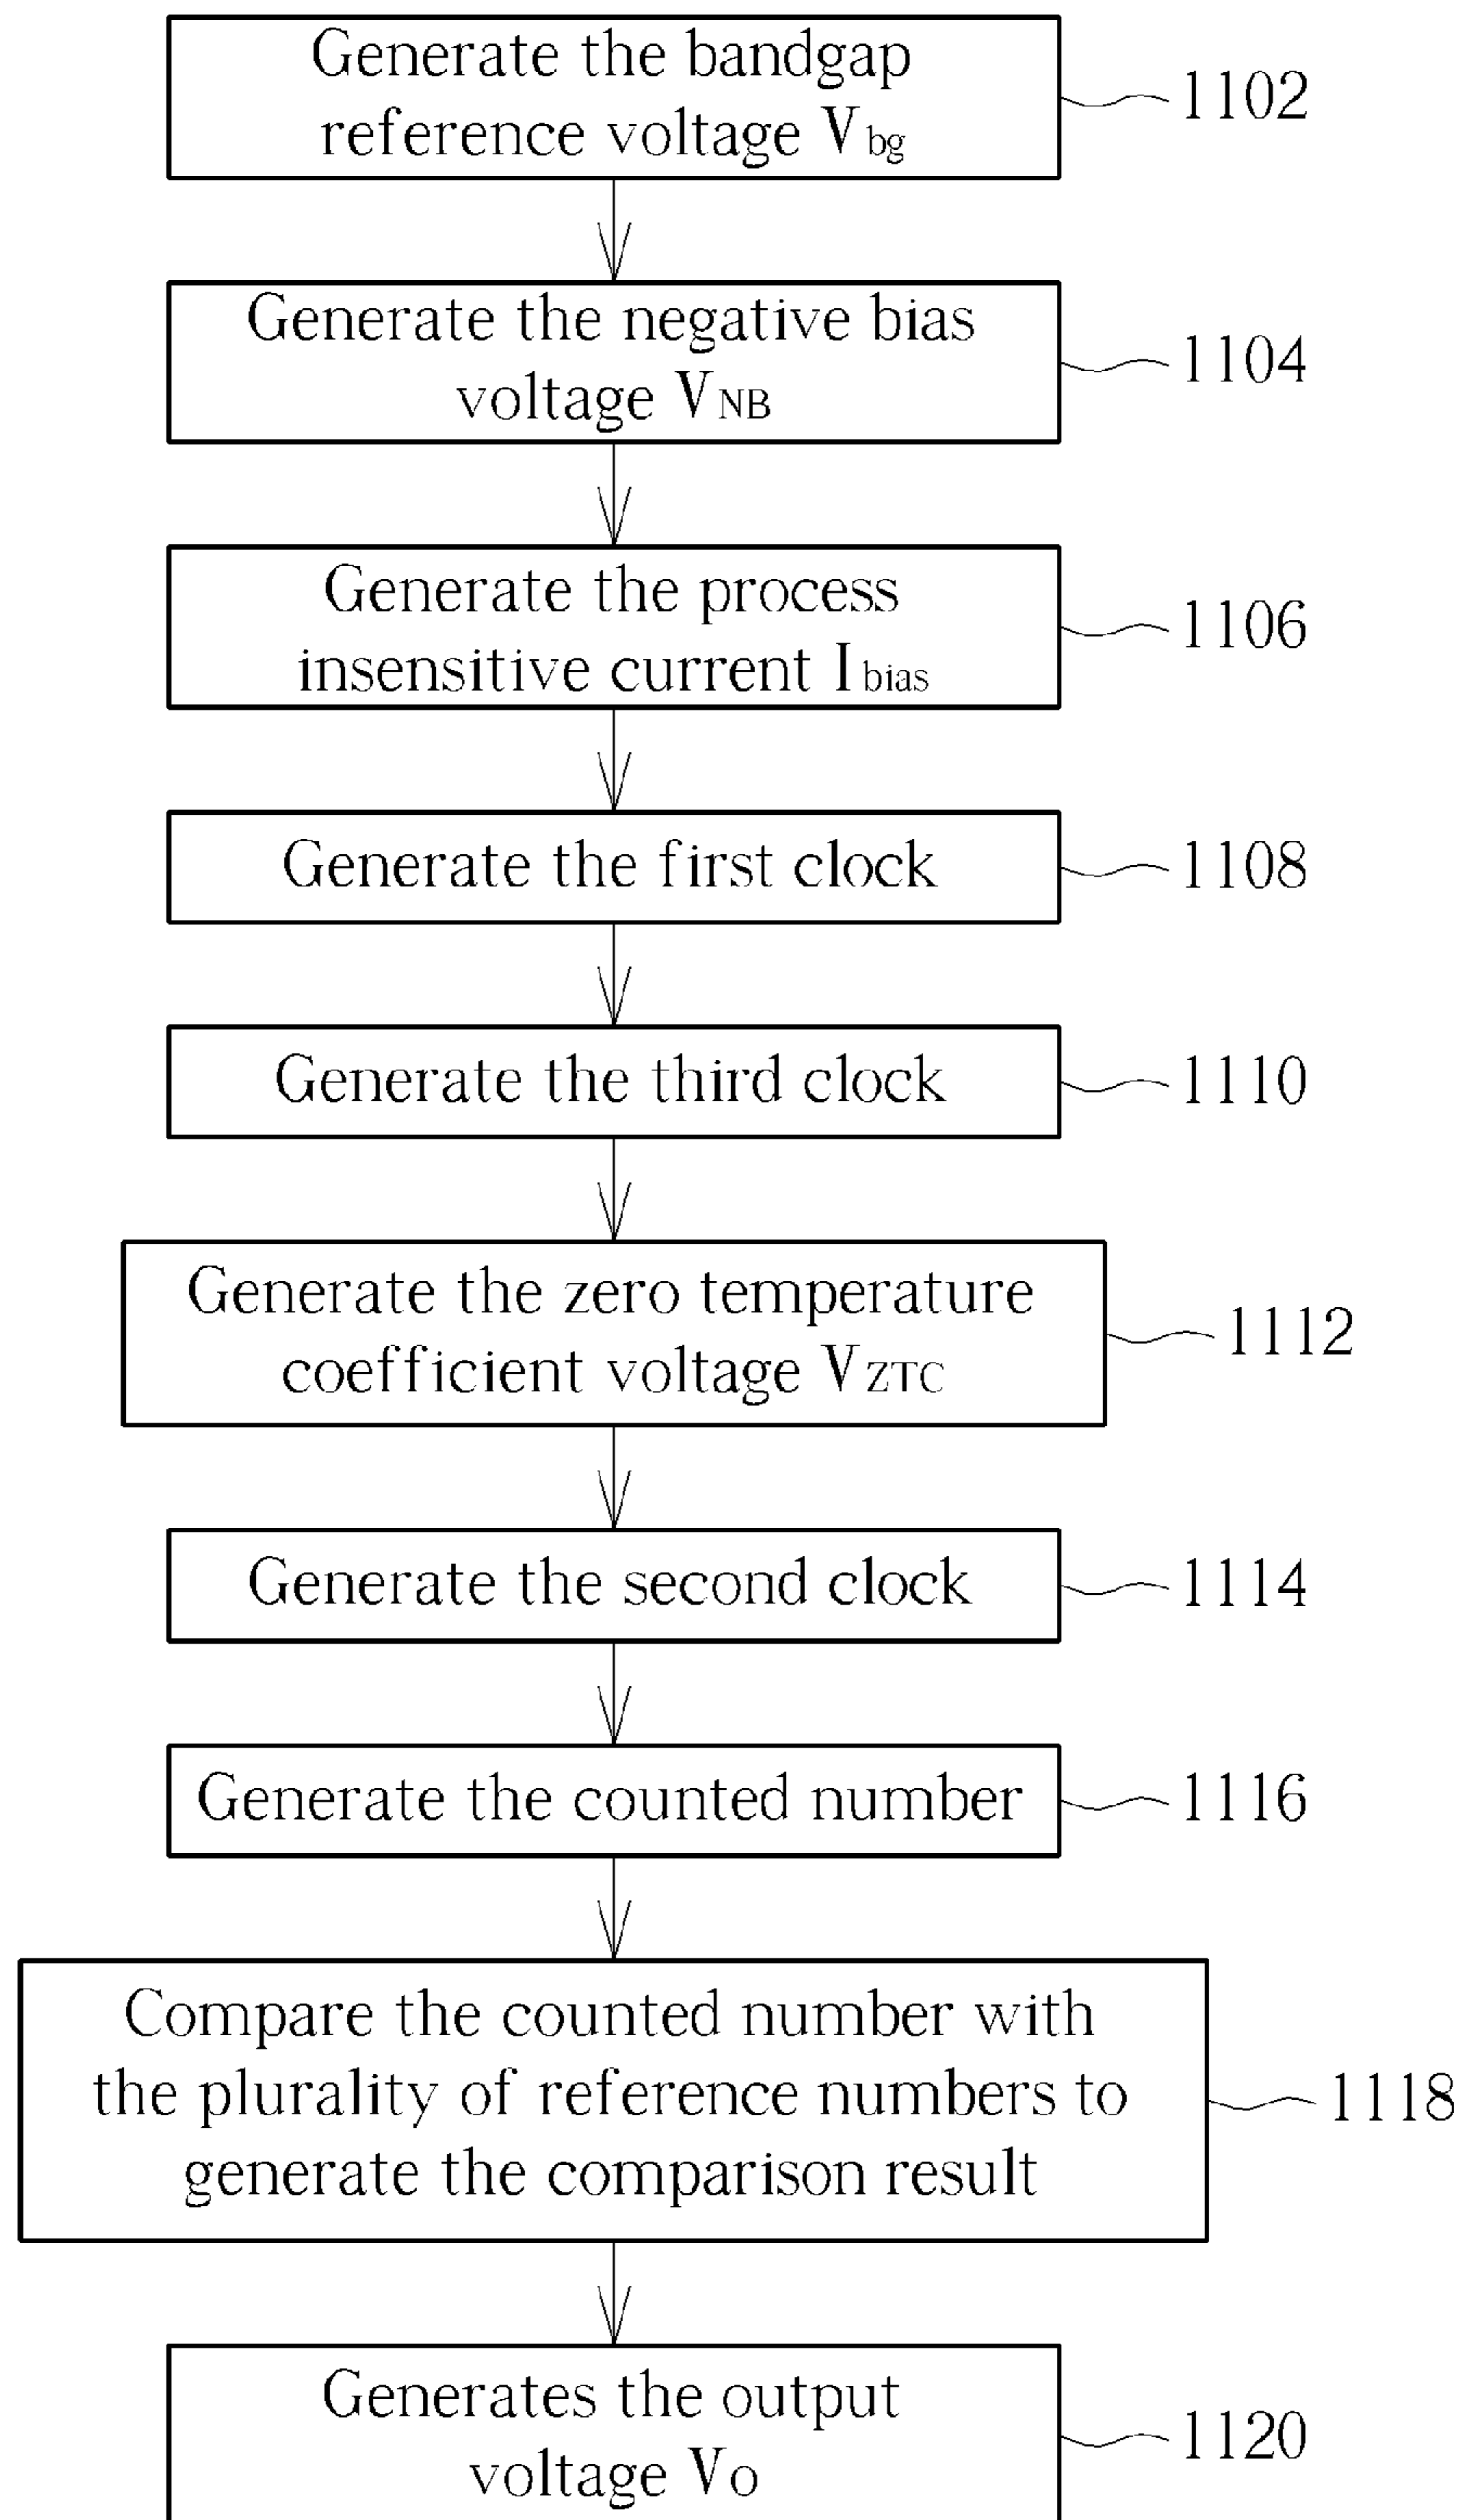 Generate the bandgap
reference voltage Vbg
1102
Generate the negative bias
voltage VNB
1104
Generate the process
insensitive current Ibias
1106
Generate the first clock
1108
Generate the third clock
1110
Generate the zero temperature
coefficient voltage VZTC
1112
Generate the second clock
1114
Generate the counted number
1116
Compare the counted number with
the plurality of reference numbers to
generate the comparison result
1118
Generates the output
voltage VO
1120